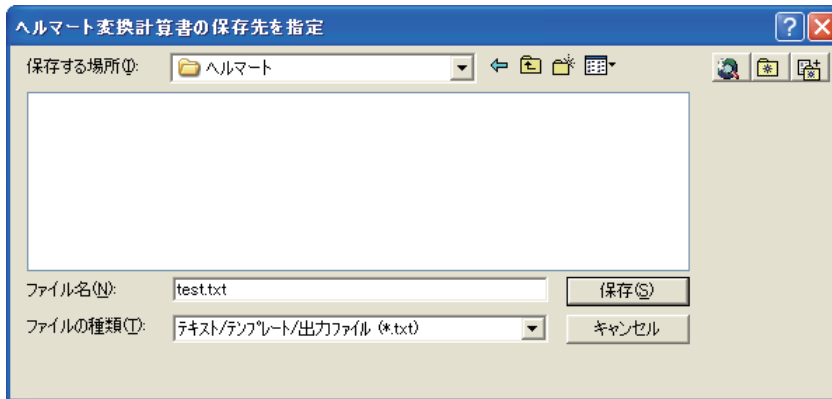 ヘルマート変換計算書の保存先を指定
保存する場所(I):
ヘルマート
ファイル名(N):
test.txt
保存(S)
ファイルの種類(T):
テキスト/テンプレート/出力ファイル (*.txt)
キャンセル